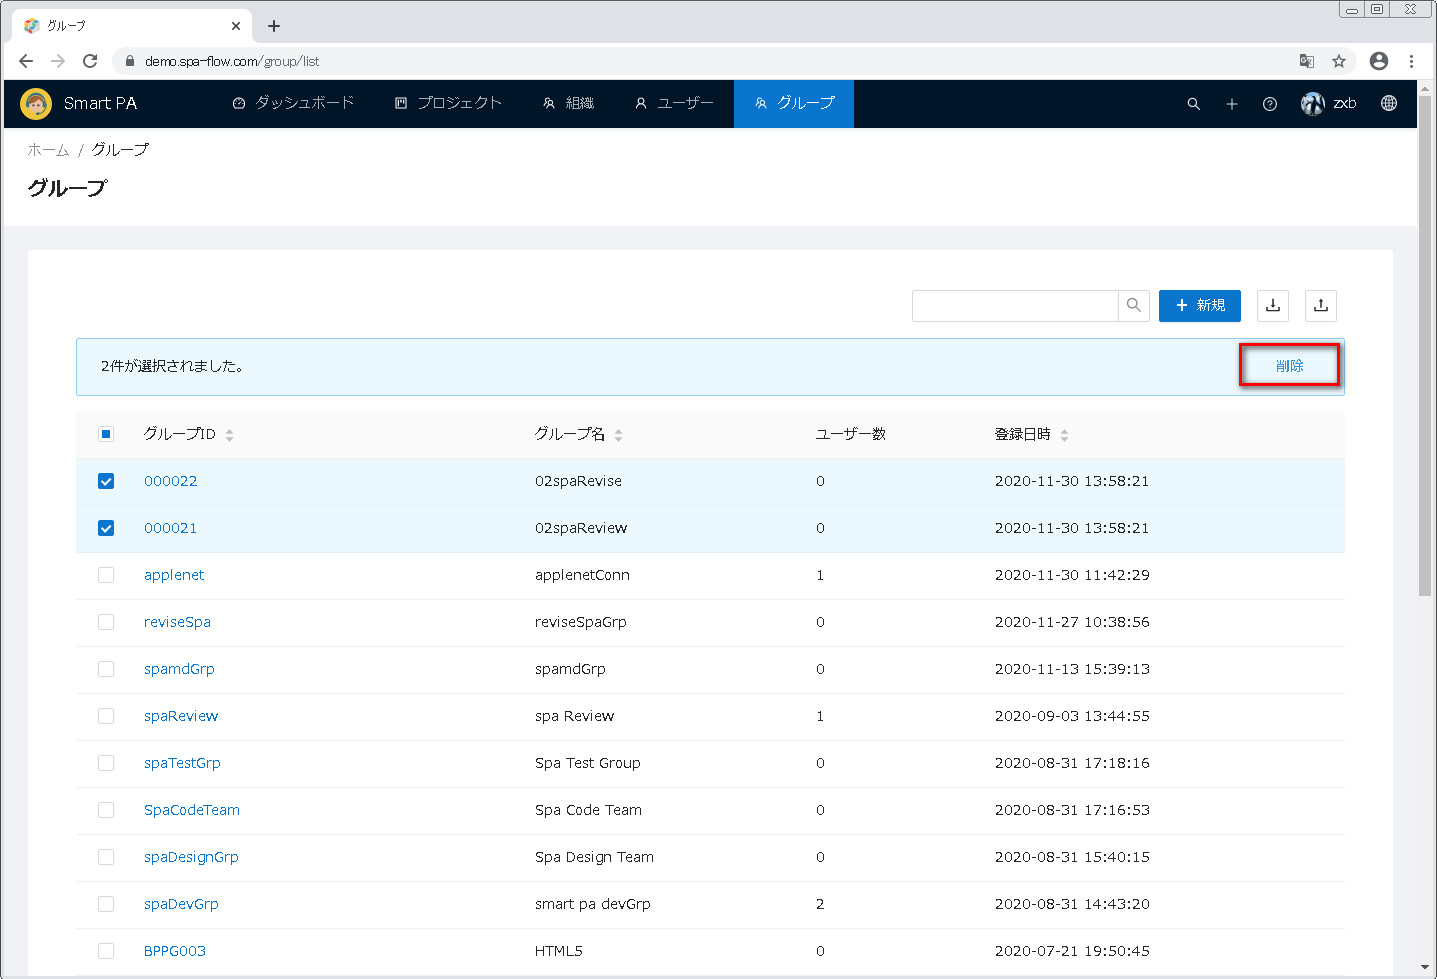 グループ
demo.spa-flow.com/group/list
Smart PA ダッシュボード プロジェクト 組織 ユーザー グループ zxb
ホーム / グループ
グループ
新規
2件が選択されました。 削除
グループID グループ名 ユーザー数 登録日時
000022 02spaRevise 0 2020-11-30 13:58:21
000021 02spaReview 0 2020-11-30 13:58:21
applenet applenetConn 1 2020-11-30 11:42:29
reviseSpa reviseSpaGrp 0 2020-11-27 10:38:56
spamdGrp spamdGrp 0 2020-11-13 15:39:13
spaReview spa Review 1 2020-09-03 13:44:55
spaTestGrp Spa Test Group 0 2020-08-31 17:18:16
SpaCodeTeam Spa Code Team 0 2020-08-31 17:16:53
spaDesignGrp Spa Design Team 0 2020-08-31 15:40:15
spaDevGrp smart pa devGrp 2 2020-08-31 14:43:20
BPPG003 HTML5 0 2020-07-21 19:50:45